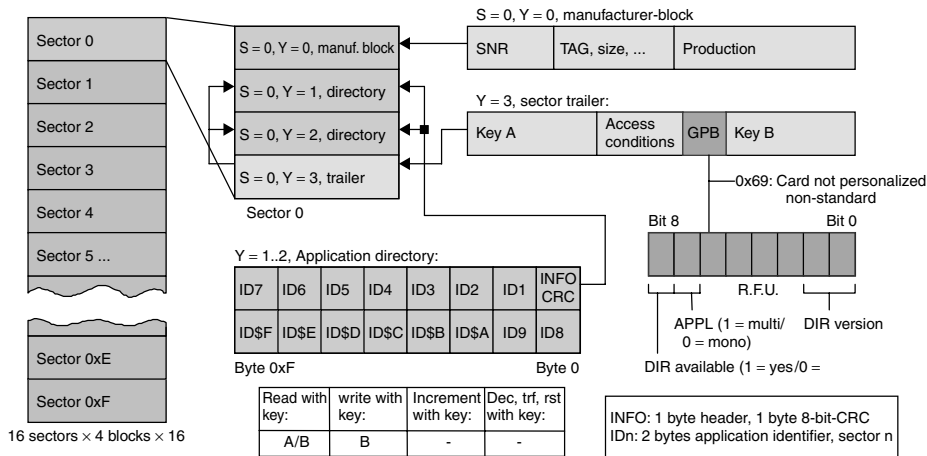 Sector 0
Sector 1
Sector 2
Sector 3
Sector 4
Sector 5 ...
Sector 0xE
Sector 0xF
16 sectors × 4 blocks × 16
S = 0, Y = 0, manuf. block
S = 0, Y = 1, directory
S = 0, Y = 2, directory
S = 0, Y = 3, trailer
Sector 0
S = 0, Y = 0, manufacturer-block
SNR TAG, size, ... Production
Y = 3, sector trailer:
Key A Access conditions GPB Key B
0x69: Card not personalized
non-standard
Bit 8 Bit 0
R.F.U.
APPL (1 = multi/
0 = mono)
DIR version
DIR available (1 = yes/0 =
Y = 1..2, Application directory:
ID7 ID6 ID5 ID4 ID3 ID2 ID1 INFO CRC
ID$F ID$E ID$D ID$C ID$B ID$A ID9 ID8
Byte 0xF Byte 0
Read with key: write with key: Increment with key: Dec, trf, rst with key:
A/B B - -
INFO: 1 byte header, 1 byte 8-bit-CRC
IDn: 2 bytes application identifier, sector n